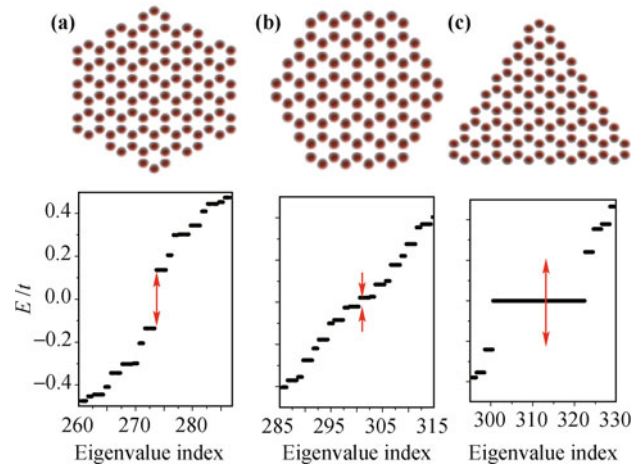 (a) (b) (c)
E/t
0.4
0.2
0.0
−0.2
−0.4
260 270 280
285 295 305 315
300 310 320 330
Eigenvalue index Eigenvalue index Eigenvalue index